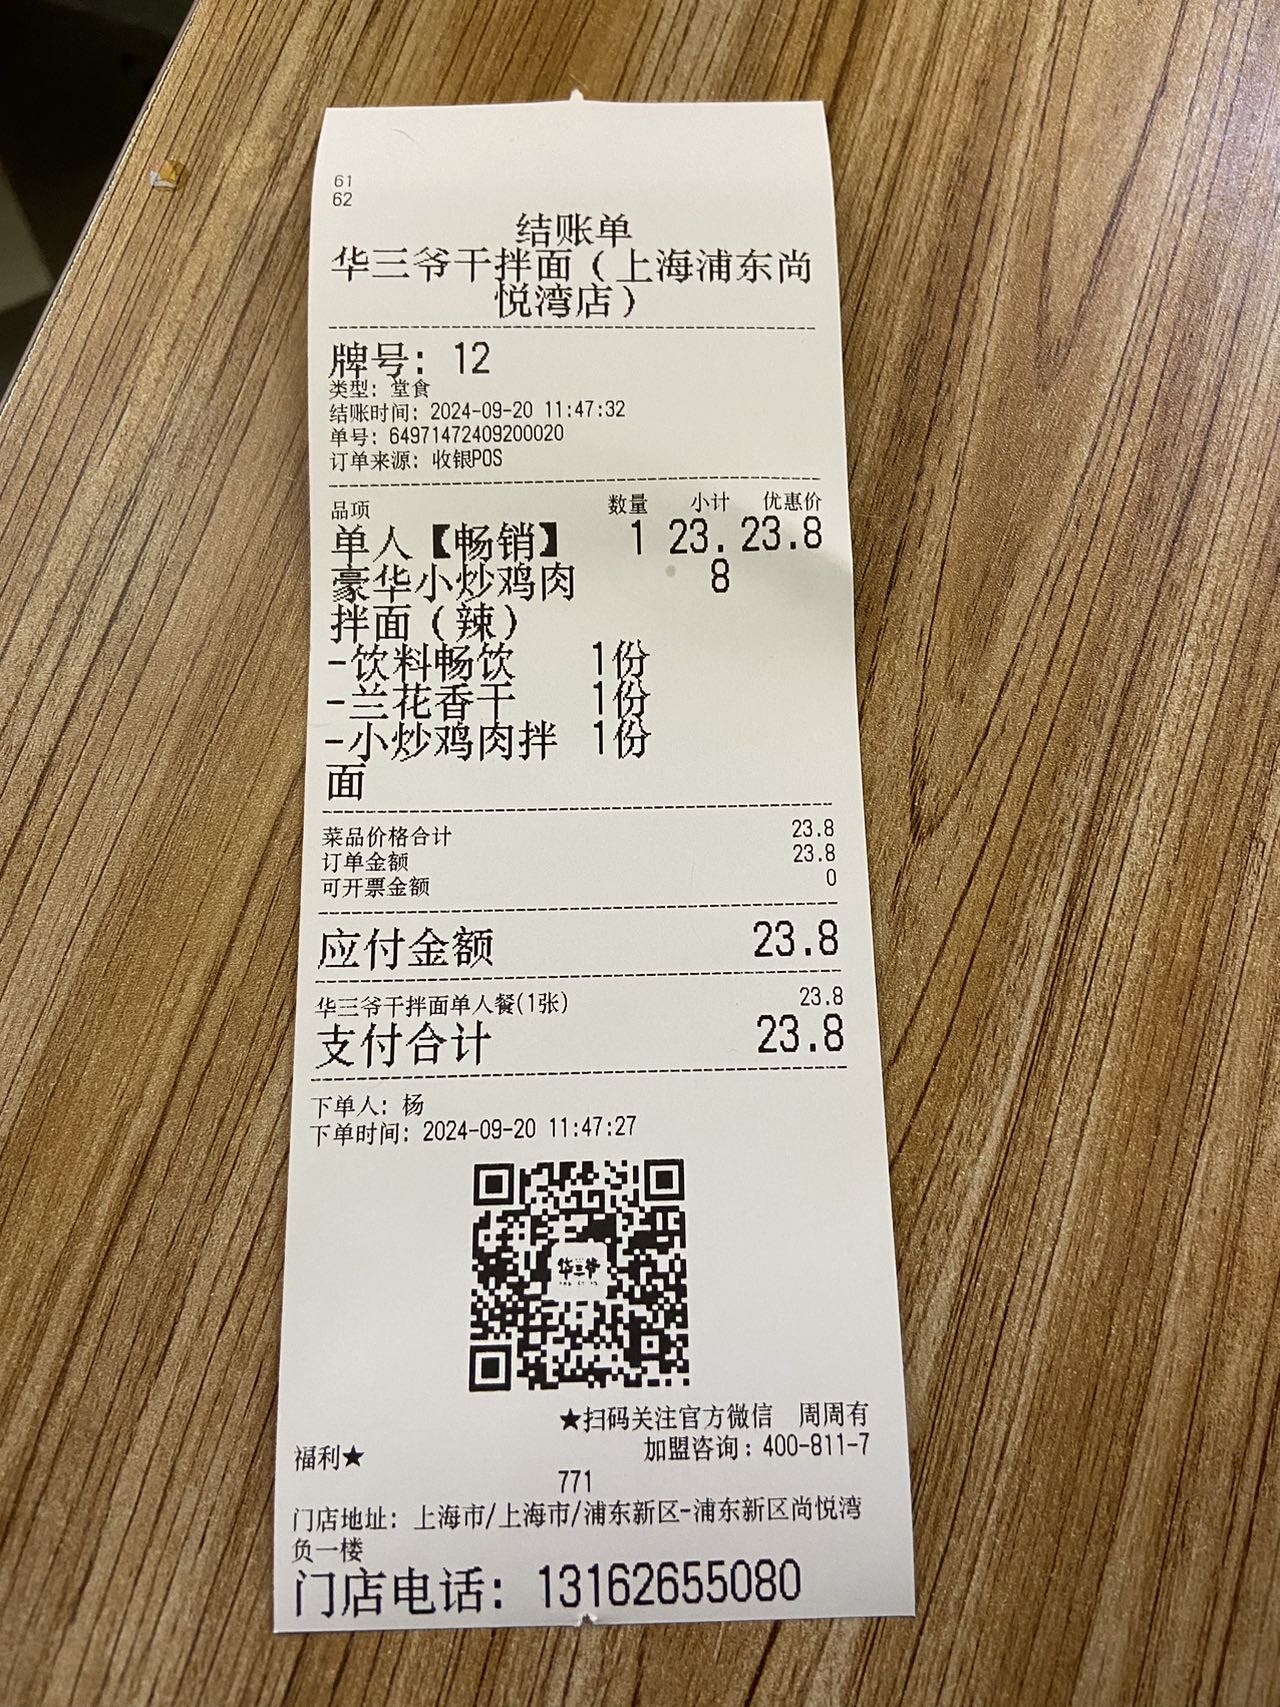 61
62
结账单
华三爷干拌面（上海浦东尚
悦湾店）
牌号: 12
类型: 堂食
结账时间: 2024-09-20 11:47:32
单号: 64971472409200020
订单来源: 收银POS
品项 数量 小计 优惠价
单人【畅销】 1 23. 23.8
豪华小炒鸡肉 8
拌面（辣）
-饮料畅饮 1份
-兰花香干 1份
-小炒鸡肉拌 1份
面
菜品价格合计 23.8
订单金额 23.8
可开票金额 0
应付金额 23.8
华三爷干拌面单人餐(1张) 23.8
支付合计 23.8
下单人: 杨
下单时间: 2024-09-20 11:47:27
华三爷
★扫码关注官方微信 周周有
福利★ 加盟咨询: 400-811-7
771
门店地址: 上海市/上海市/浦东新区-浦东新区尚悦湾
负一楼
门店电话: 13162655080